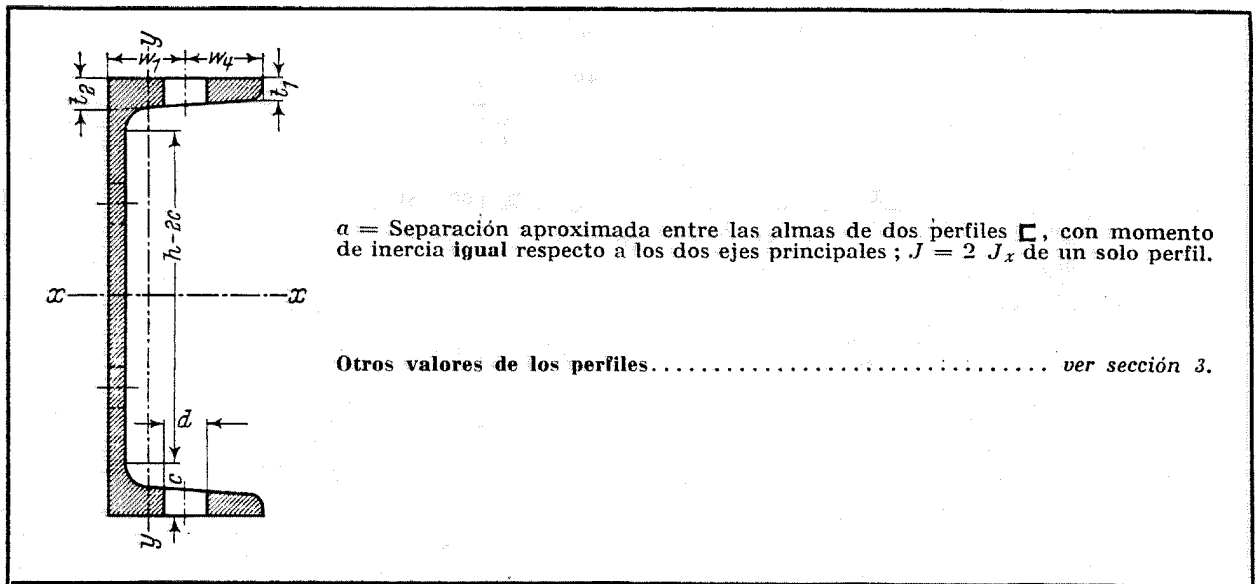 y
w₁ w₄
t₂ t₁
h-2c
a = Separación aproximada entre las almas de dos perfiles ⊏, con momento
de inercia igual respecto a los dos ejes principales ; J = 2 Jₓ de un solo perfil.
x x
Otros valores de los perfiles................................ ver sección 3.
d
c
y